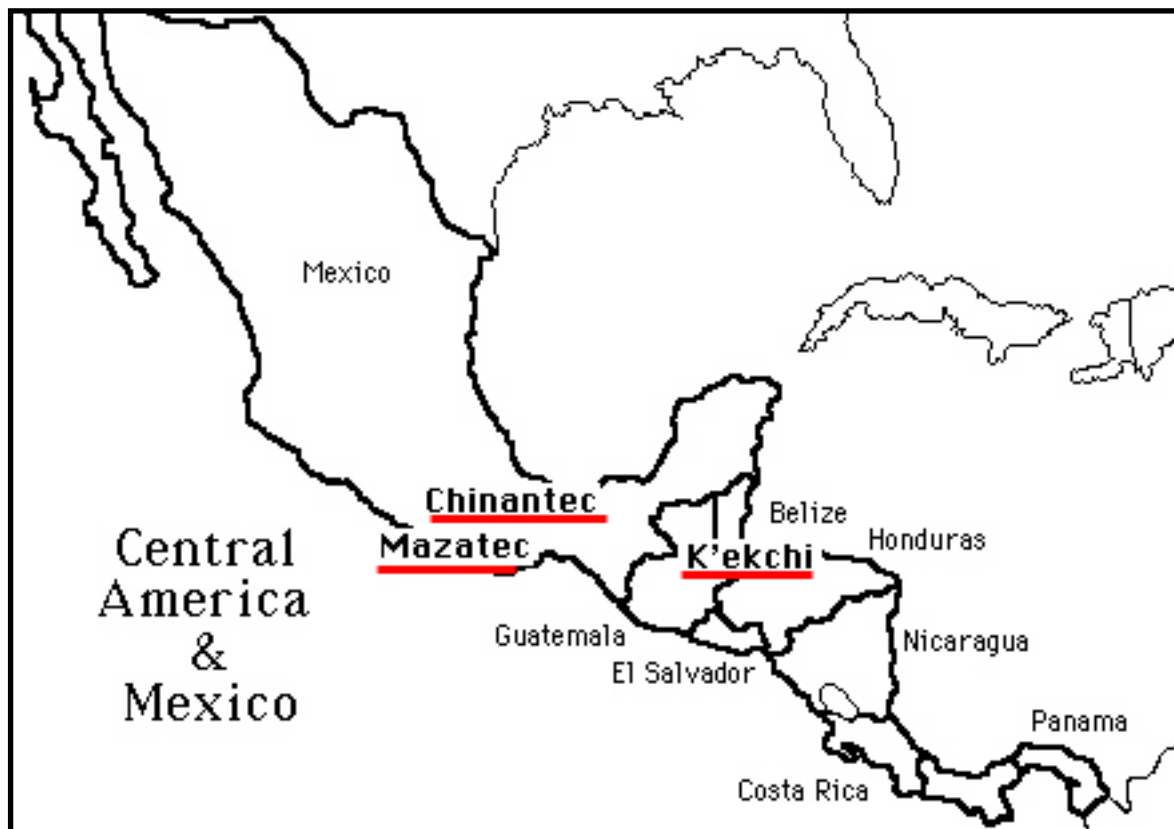 Mexico
Chinantec
Belize
Honduras
Mazatec
K'ekchi
Central
America
&
Mexico
Guatemala
El Salvador
Nicaragua
Panama
Costa Rica